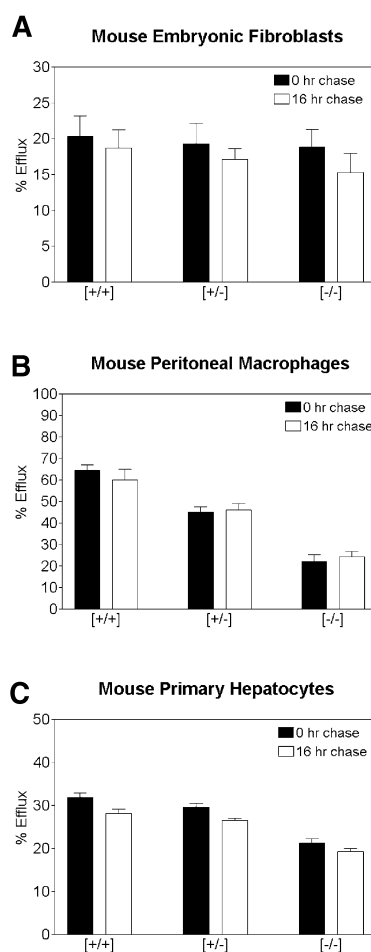 A
Mouse Embryonic Fibroblasts
30
25
20
15
10
5
0
% Efflux
0 hr chase
16 hr chase
[+/+] [+/-] [-/-]
B
Mouse Peritoneal Macrophages
100
90
80
70
60
50
40
30
20
10
0
% Efflux
0 hr chase
16 hr chase
[+/+] [+/-] [-/-]
C
Mouse Primary Hepatocytes
50
40
30
20
10
0
% Efflux
0 hr chase
16 hr chase
[+/+] [+/-] [-/-]